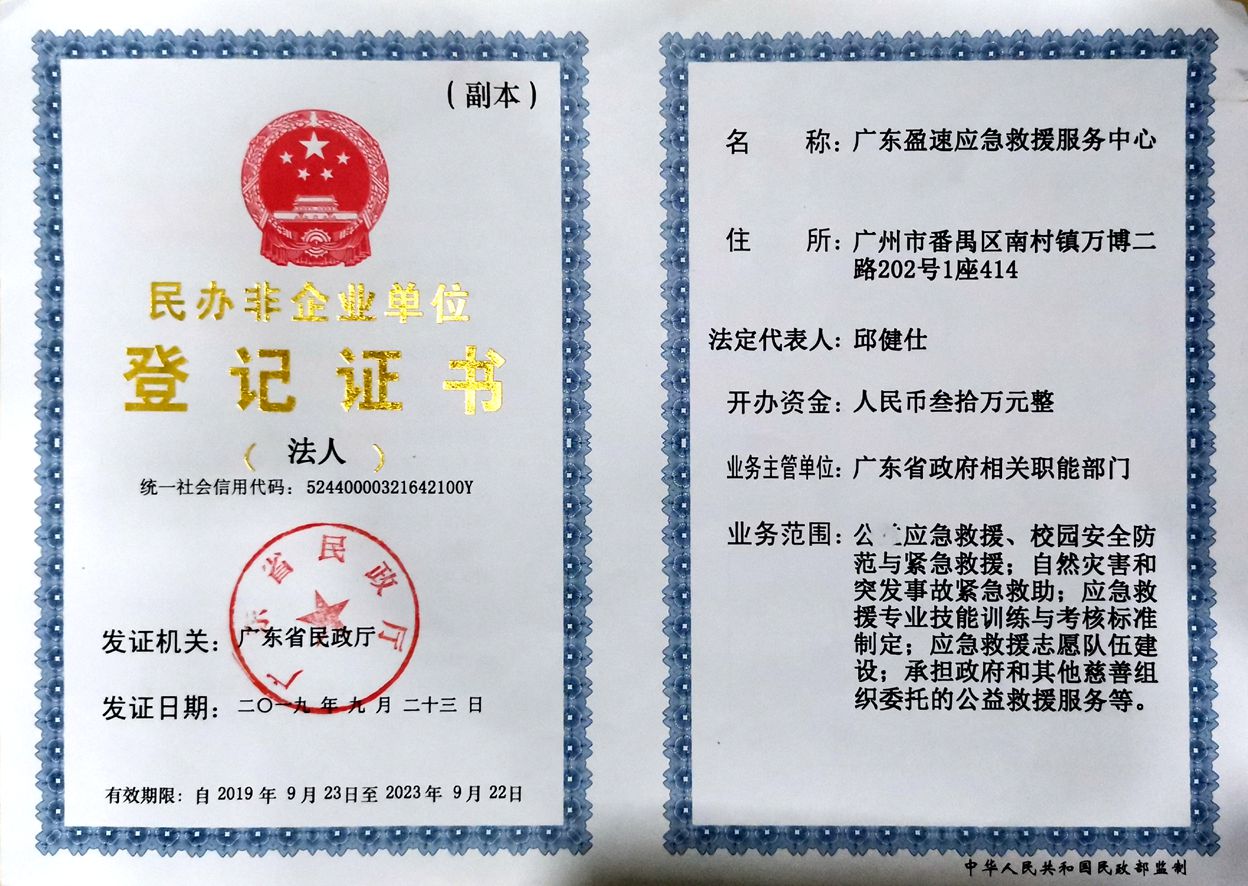 （副本）
民办非企业单位
登记证书
（法人）
统一社会信用代码：52440000321642100Y
广东省民政厅
发证机关：广东省民政厅
发证日期：二〇一九年九月二十三日
有效期限：自2019年9月23日至2023年9月22日
名称：广东盈速应急救援服务中心
住所：广州市番禺区南村镇万博二
路202号1座414
法定代表人：邱健仕
开办资金：人民币叁拾万元整
业务主管单位：广东省政府相关职能部门
业务范围：公 应急救援、校园安全防
范与紧急救援；自然灾害和
突发事故紧急救助；应急救
援专业技能训练与考核标准
制定；应急救援志愿队伍建
设；承担政府和其他慈善组
织委托的公益救援服务等。
中华人民共和国民政部监制